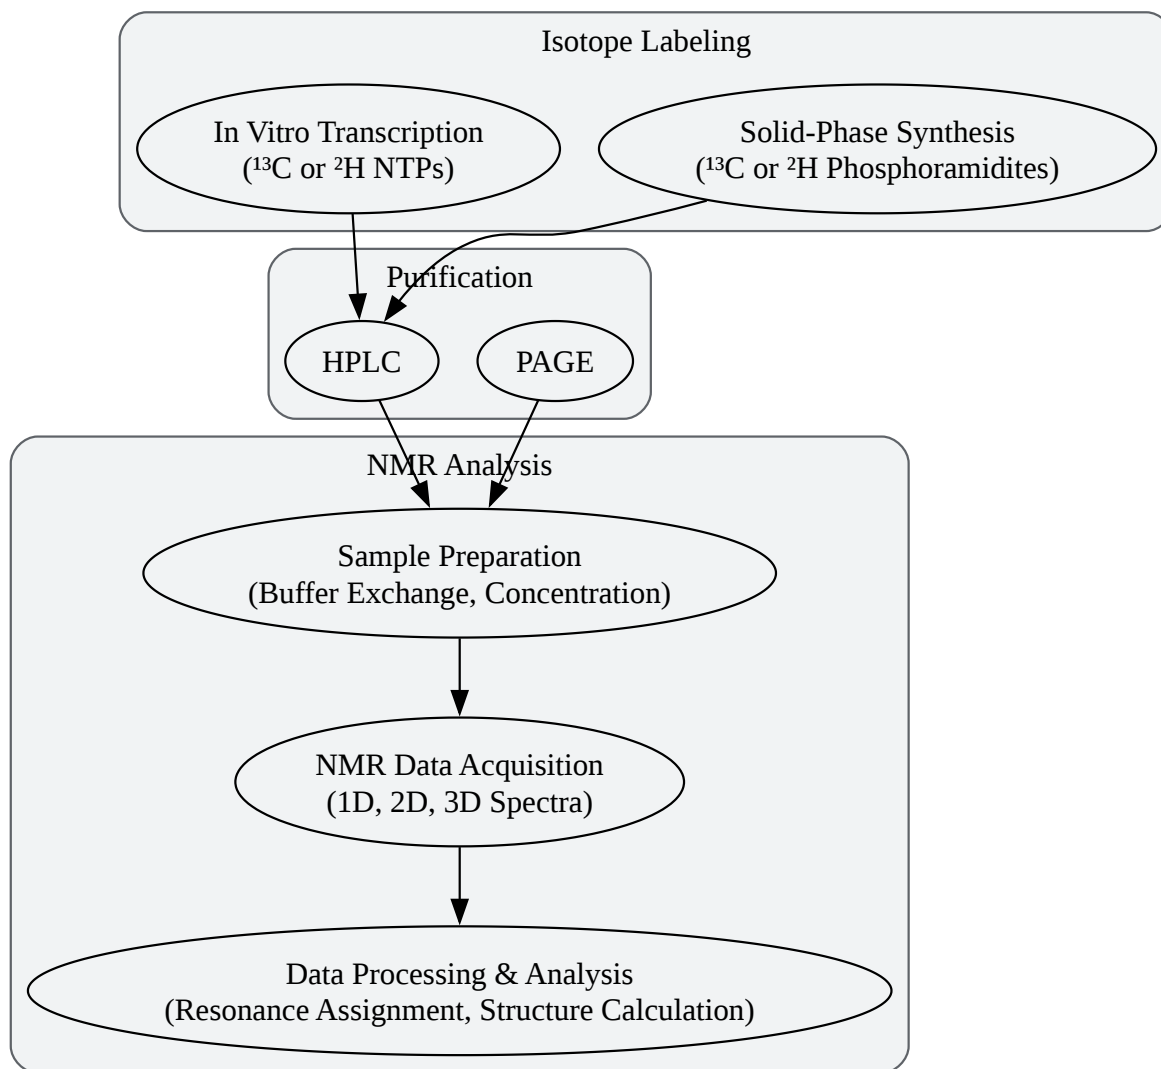 Isotope Labeling
In Vitro Transcription
(¹³C or ²H NTPs)
Solid-Phase Synthesis
(¹³C or ²H Phosphoramidites)
Purification
HPLC
PAGE
NMR Analysis
Sample Preparation
(Buffer Exchange, Concentration)
NMR Data Acquisition
(1D, 2D, 3D Spectra)
Data Processing & Analysis
(Resonance Assignment, Structure Calculation)